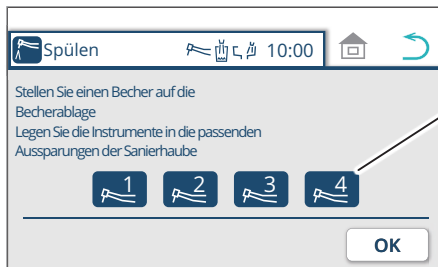 Spülen 10:00
Stellen Sie einen Becher auf die
Becherablage
Legen Sie die Instrumente in die passenden
Aussparungen der Sanierhaube
1 2 3 4
OK